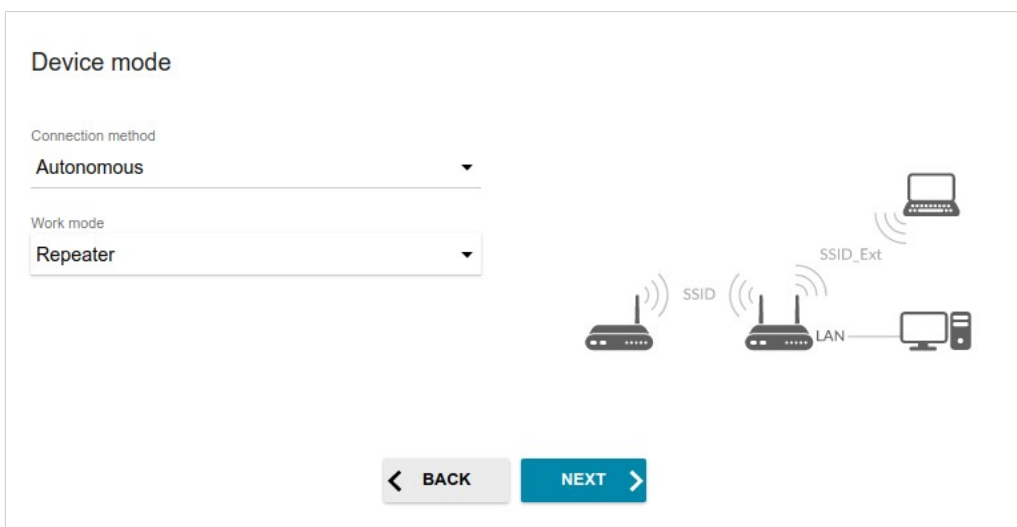 Device mode
Connection method
Autonomous
Work mode
Repeater
SSID_Ext
SSID
LAN
BACK
NEXT